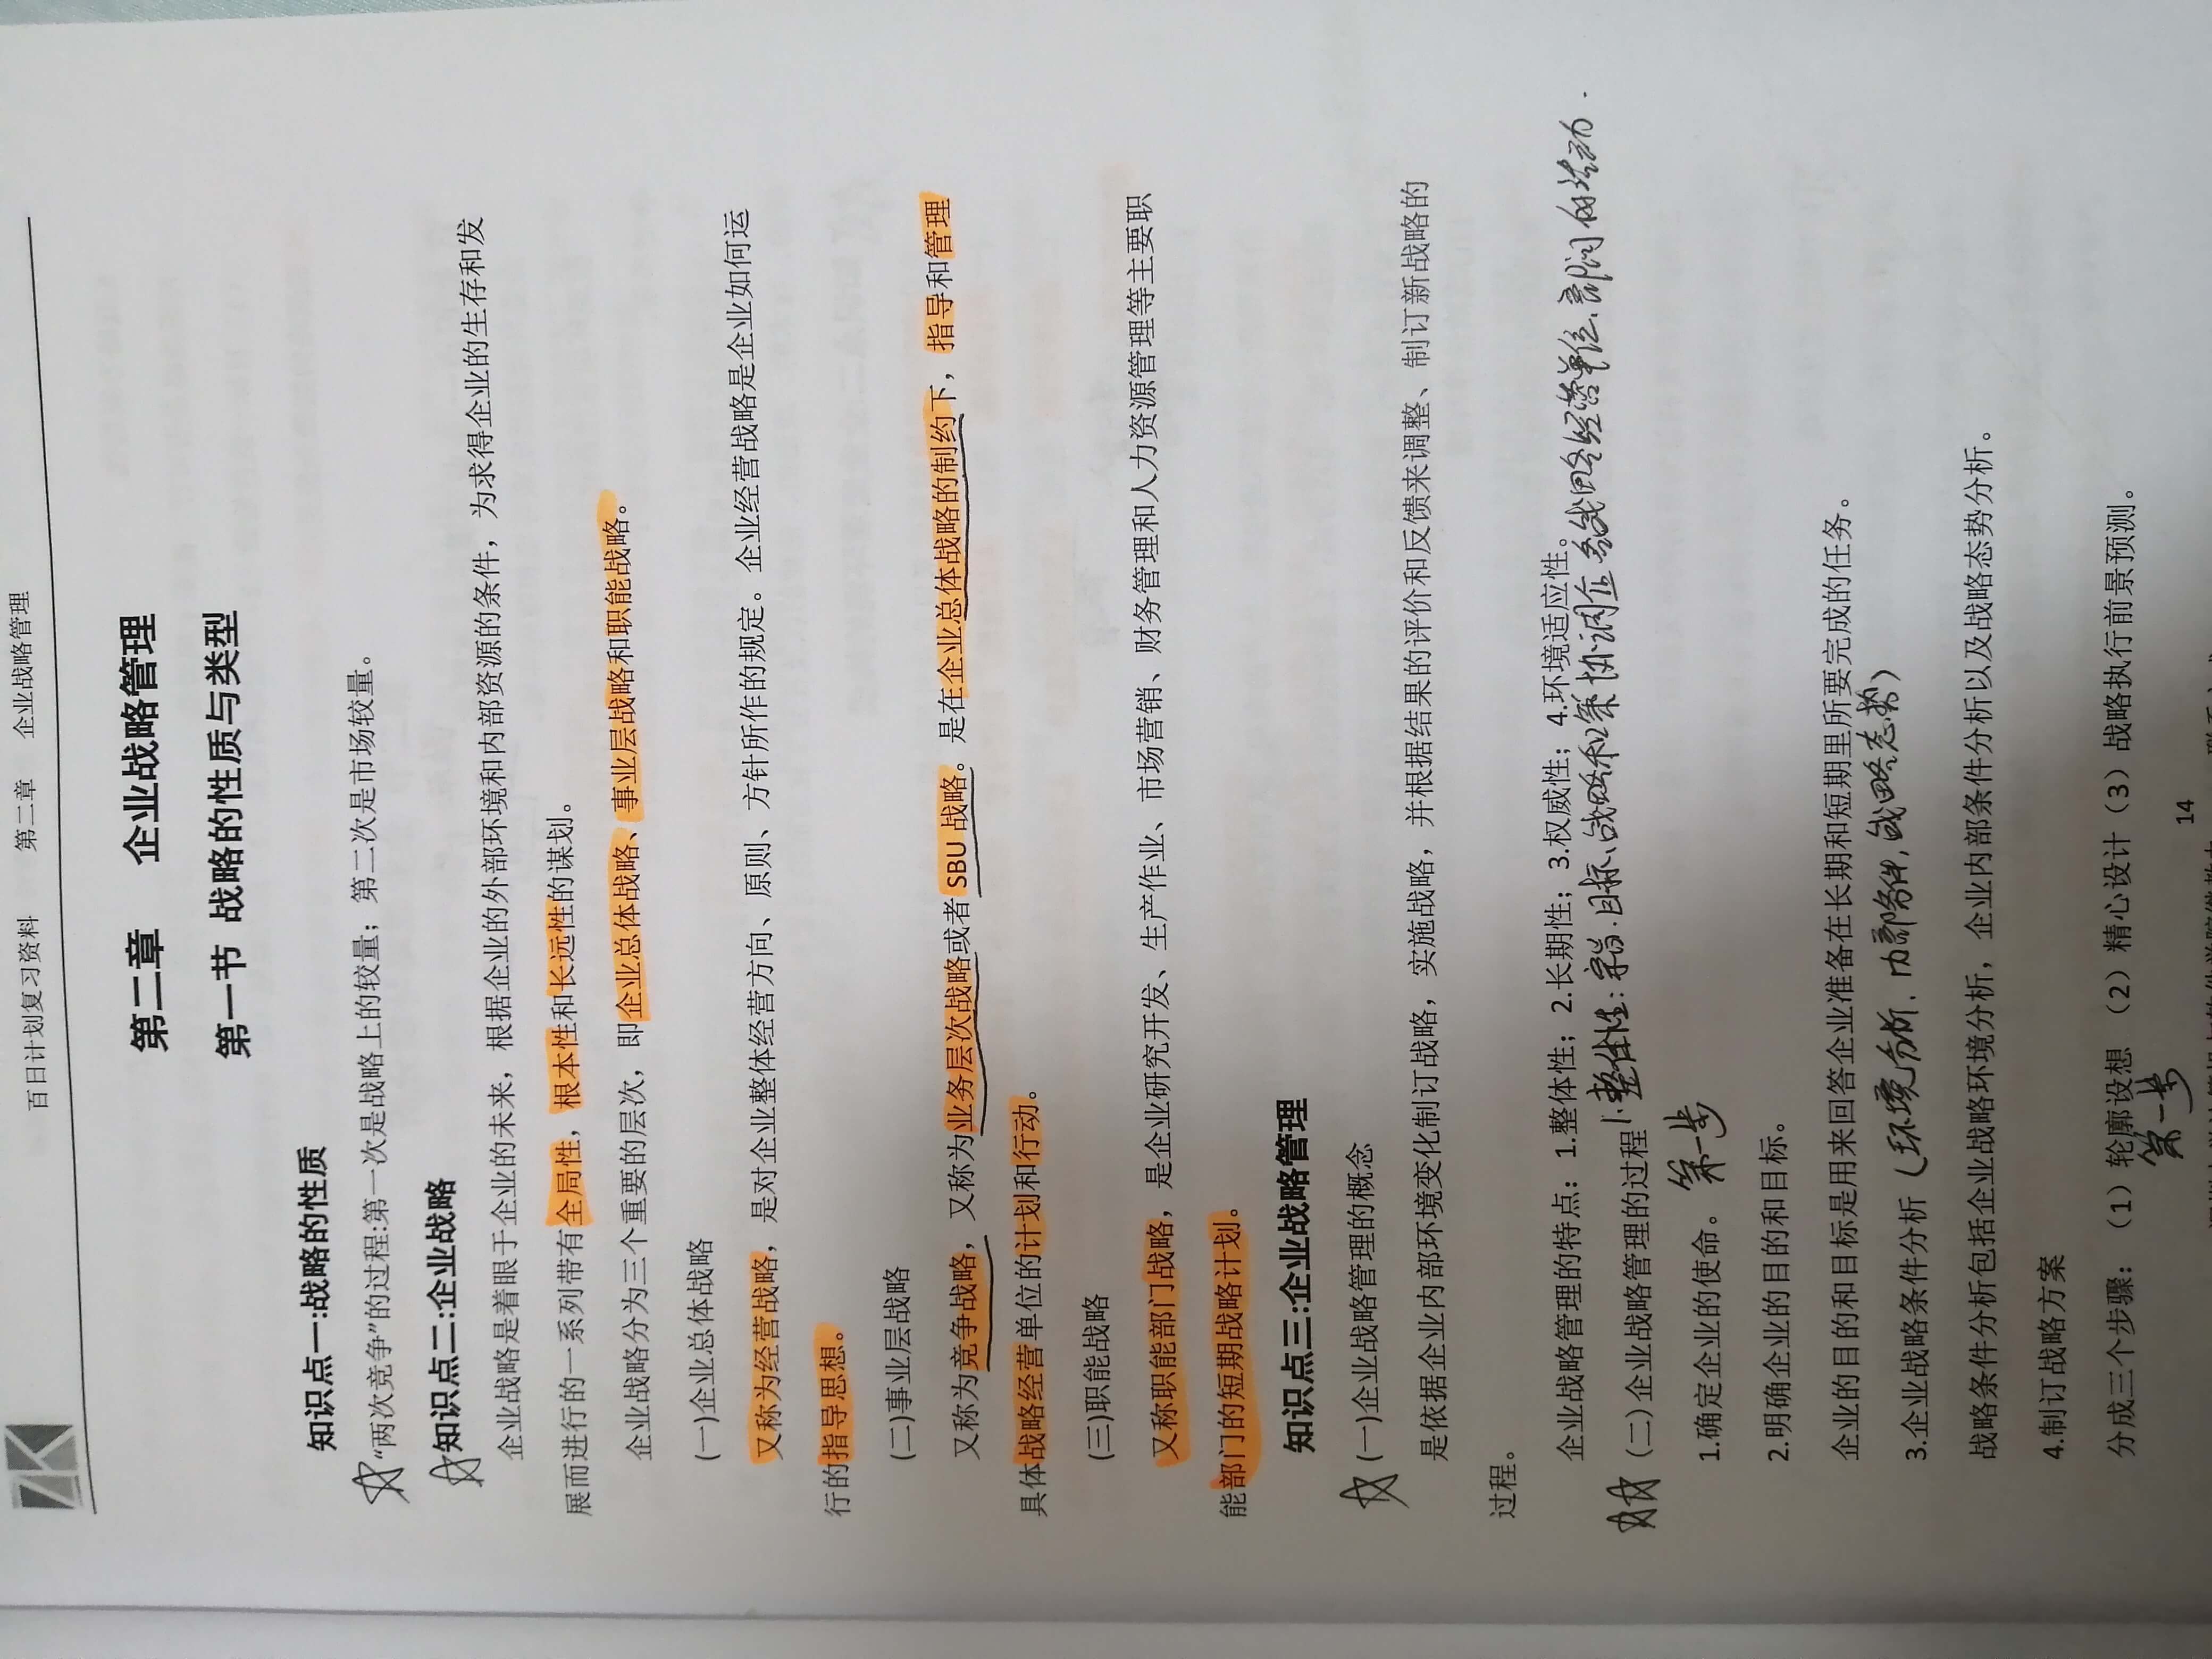 百日计划复习资料 第二章 企业战略管理
第二章 企业战略管理
第一节 战略的性质与类型
知识点一:战略的性质
“两次竞争”的过程:第一次是战略上的较量；第二次是市场较量。
知识点二:企业战略
企业战略是着眼于企业的未来，根据企业的外部环境和内部资源的条件，为求得企业的生存和发
展而进行的一系列带有全局性，根本性和长远性的谋划。
企业战略分为三个重要的层次，即企业总体战略、事业层战略和职能战略。
(一)企业总体战略
又称为经营战略，是对企业整体经营方向、原则、方针所作的规定。企业经营战略是企业如何运
行的指导思想。
(二)事业层战略
又称为竞争战略，又称为业务层次战略或者 SBU 战略。是在企业总体战略的制约下，指导和管理
具体战略经营单位的计划和行动。
(三)职能战略
又称职能部门战略，是企业研究开发、生产作业、市场营销、财务管理和人力资源管理等主要职
能部门的短期战略计划。
知识点三:企业战略管理
(一)企业战略管理的概念
是依据企业内部环境变化制订战略，实施战略，并根据结果的评价和反馈来调整、制订新战略的
过程。
企业战略管理的特点：1.整体性；2.长期性；3.权威性；4.环境适应性。
(二)企业战略管理的过程 1.整体性：宗旨.目标、战略和策 协调 战略经营单位、部门的活动.
1.确定企业的使命。 第一步
2.明确企业的目的和目标。
企业的目的和目标是用来回答企业准备在长期和短期里所要完成的任务。
3.企业战略条件分析 (环境分析.内部条件,战略态势)
战略条件分析包括企业战略环境分析，企业内部条件分析以及战略态势分析。
4.制订战略方案
分成三个步骤：（1）轮廓设想（2）精心设计（3）战略执行前景预测。
第一步
14